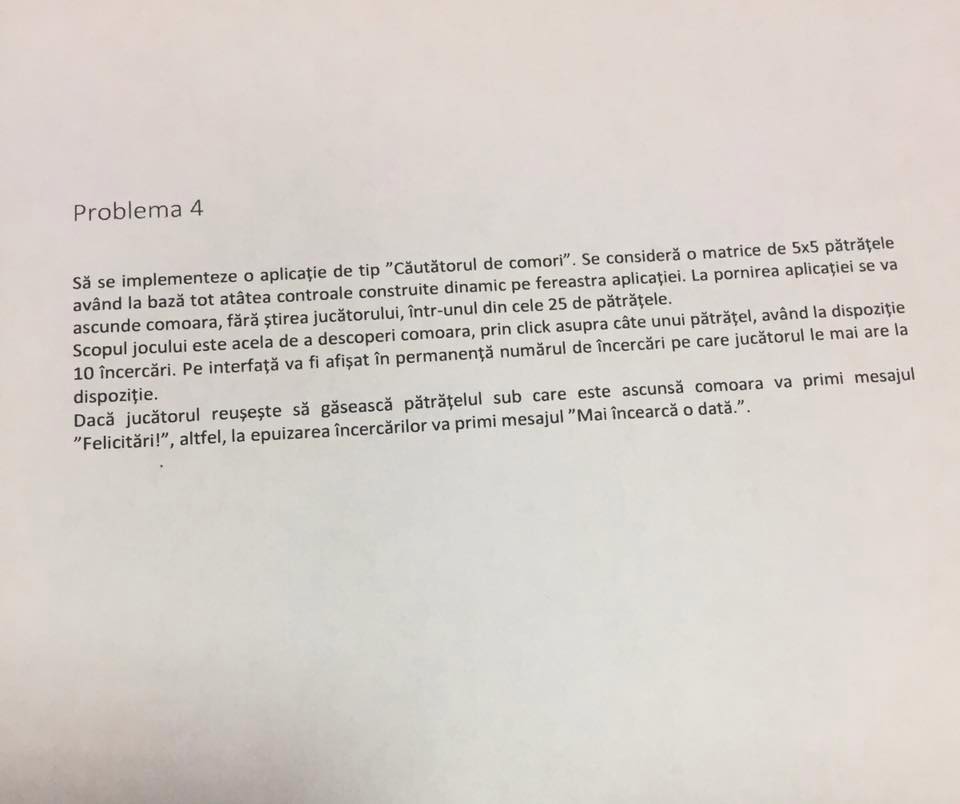 Problema 4
Să se implementeze o aplicație de tip ”Căutătorul de comori”. Se consideră o matrice de 5x5 pătrățele
având la bază tot atâtea controale construite dinamic pe fereastra aplicației. La pornirea aplicației se va
ascunde comoara, fără știrea jucătorului, într-unul din cele 25 de pătrățele.
Scopul jocului este acela de a descoperi comoara, prin click asupra câte unui pătrățel, având la dispoziție
10 încercări. Pe interfață va fi afișat în permanență numărul de încercări pe care jucătorul le mai are la
dispoziție.
Dacă jucătorul reușește să găsească pătrățelul sub care este ascunsă comoara va primi mesajul
”Felicitări!”, altfel, la epuizarea încercărilor va primi mesajul ”Mai încearcă o dată.”.